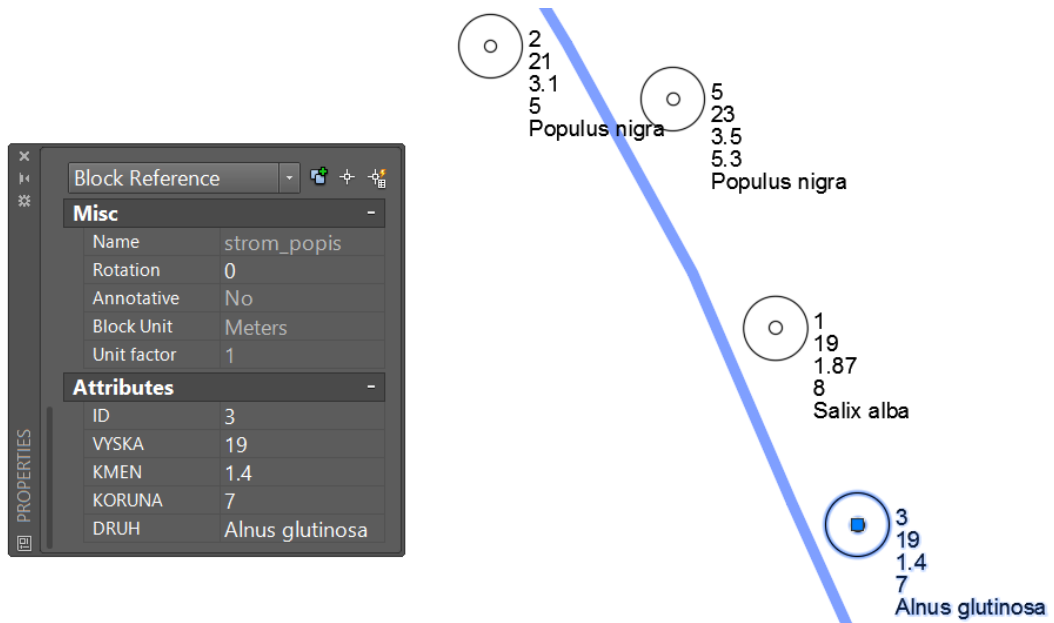 PROPERTIES
Block Reference
Misc
Name strom_popis
Rotation 0
Annotative No
Block Unit Meters
Unit factor 1
Attributes
ID 3
VYSKA 19
KMEN 1.4
KORUNA 7
DRUH Alnus glutinosa
2
21
3.1
5
Populus nigra
5
23
3.5
5.3
Populus nigra
1
19
1.87
8
Salix alba
3
19
1.4
7
Alnus glutinosa